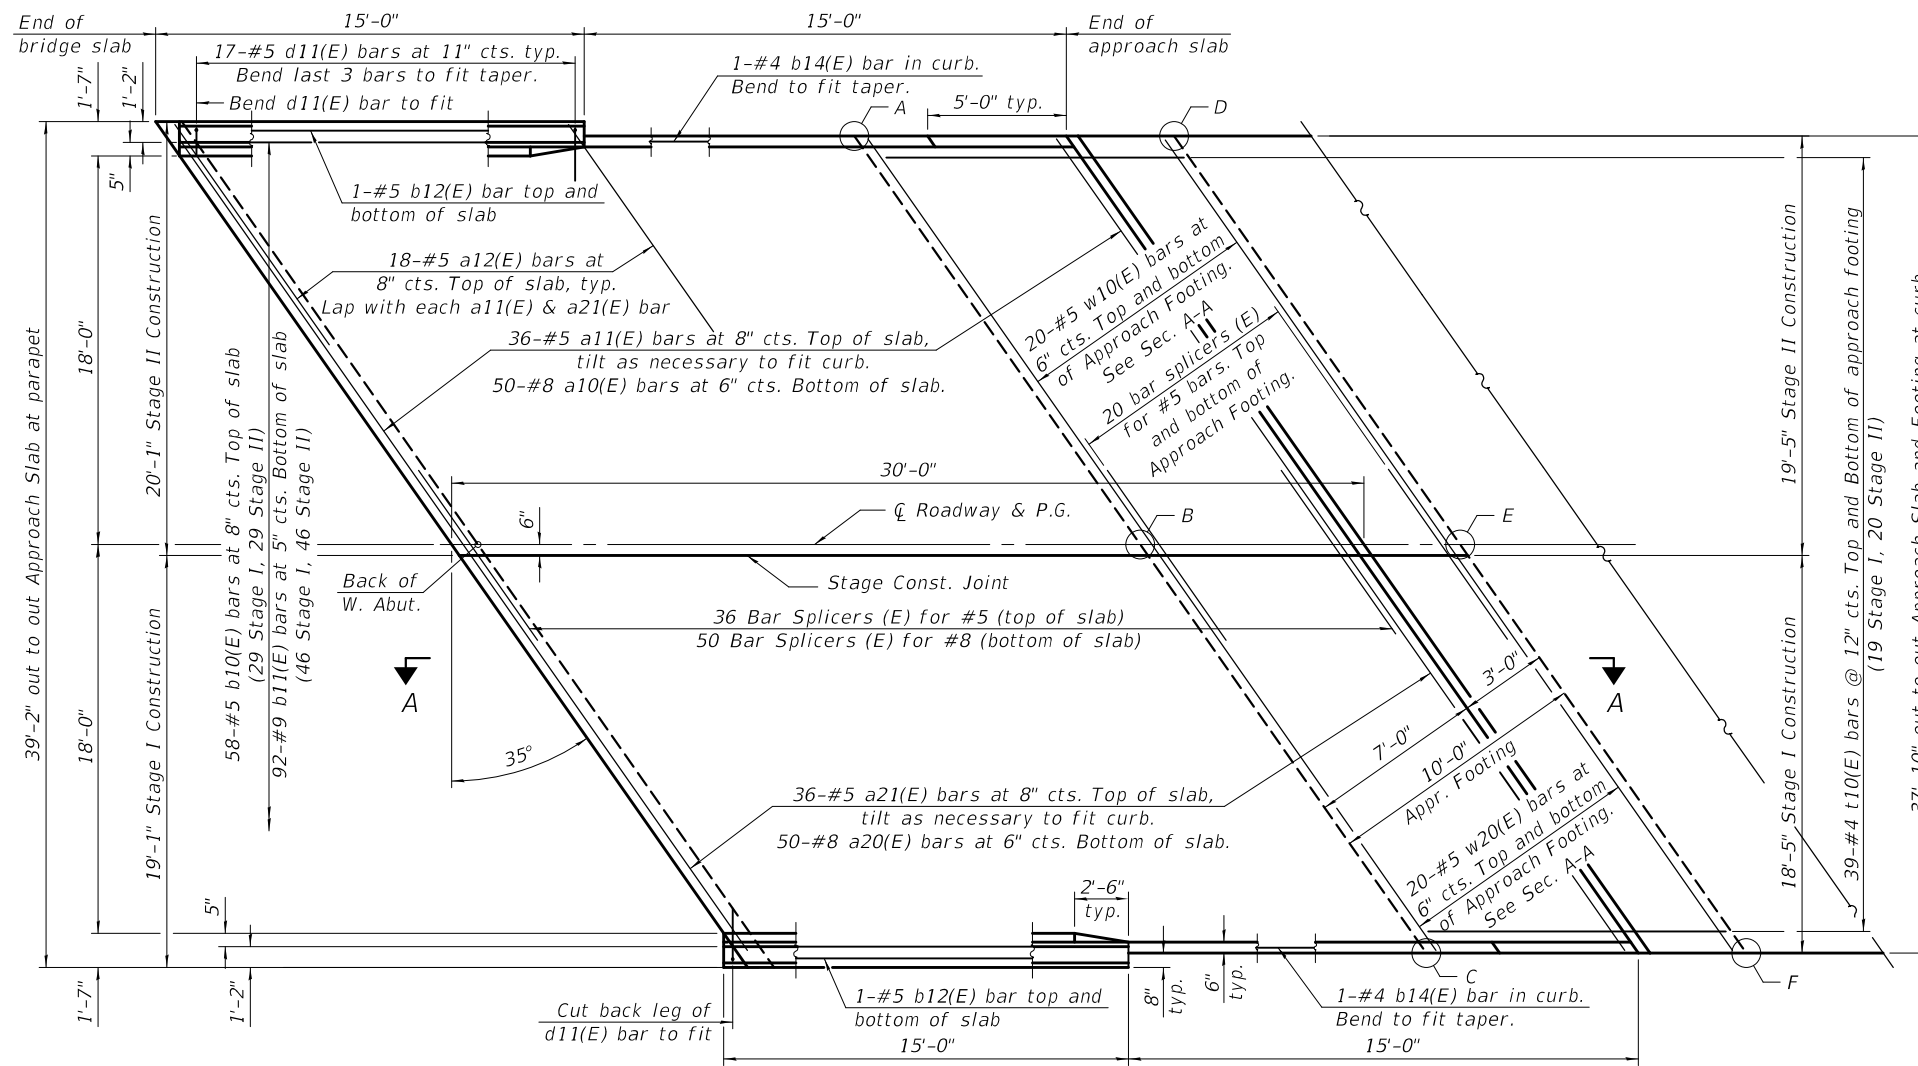 End of
bridge slab
15'-0"
15'-0"
End of
approach slab
17-#5 d11(E) bars at 11" cts. typ.
Bend last 3 bars to fit taper.
Bend d11(E) bar to fit
1-#4 b14(E) bar in curb.
Bend to fit taper.
5'-0" typ.
A
D
1'-7"
1'-2"
5"
1-#5 b12(E) bar top and
bottom of slab
18-#5 a12(E) bars at
8" cts. Top of slab, typ.
Lap with each a11(E) & a21(E) bar
36-#5 a11(E) bars at 8" cts. Top of slab,
tilt as necessary to fit curb.
50-#8 a10(E) bars at 6" cts. Bottom of slab.
20-#5 w10(E) bars at
6" cts. Top and bottom
of Approach Footing.
See Sec. A-A
20 bar splicers (E)
for #5 bars. Top
and bottom of
Approach Footing.
39'-2" out to out Approach Slab at parapet
18'-0"
18'-0"
20'-1" Stage II Construction
19'-1" Stage I Construction
58-#5 b10(E) bars at 8" cts. Top of slab
(29 Stage I, 29 Stage II)
92-#9 b11(E) bars at 5" cts. Bottom of slab
(46 Stage I, 46 Stage II)
30'-0"
6"
℄ Roadway & P.G.
B
E
Back of
W. Abut.
Stage Const. Joint
36 Bar Splicers (E) for #5 (top of slab)
50 Bar Splicers (E) for #8 (bottom of slab)
A
A
35°
3'-0"
7'-0"
10'-0"
Appr. Footing
36-#5 a21(E) bars at 8" cts. Top of slab,
tilt as necessary to fit curb.
50-#8 a20(E) bars at 6" cts. Bottom of slab.
20-#5 w20(E) bars at
6" cts. Top and bottom
of Approach Footing.
See Sec. A-A
19'-5" Stage II Construction
18'-5" Stage I Construction
39-#4 t10(E) bars @ 12" cts. Top and Bottom of approach footing
(19 Stage I, 20 Stage II)
37'-10" out to out Approach Slab and Footing at curb
5"
1'-7"
1'-2"
2'-6"
typ.
8"
typ.
6"
typ.
C
F
Cut back leg of
d11(E) bar to fit
1-#5 b12(E) bar top and
bottom of slab
1-#4 b14(E) bar in curb.
Bend to fit taper.
15'-0"
15'-0"